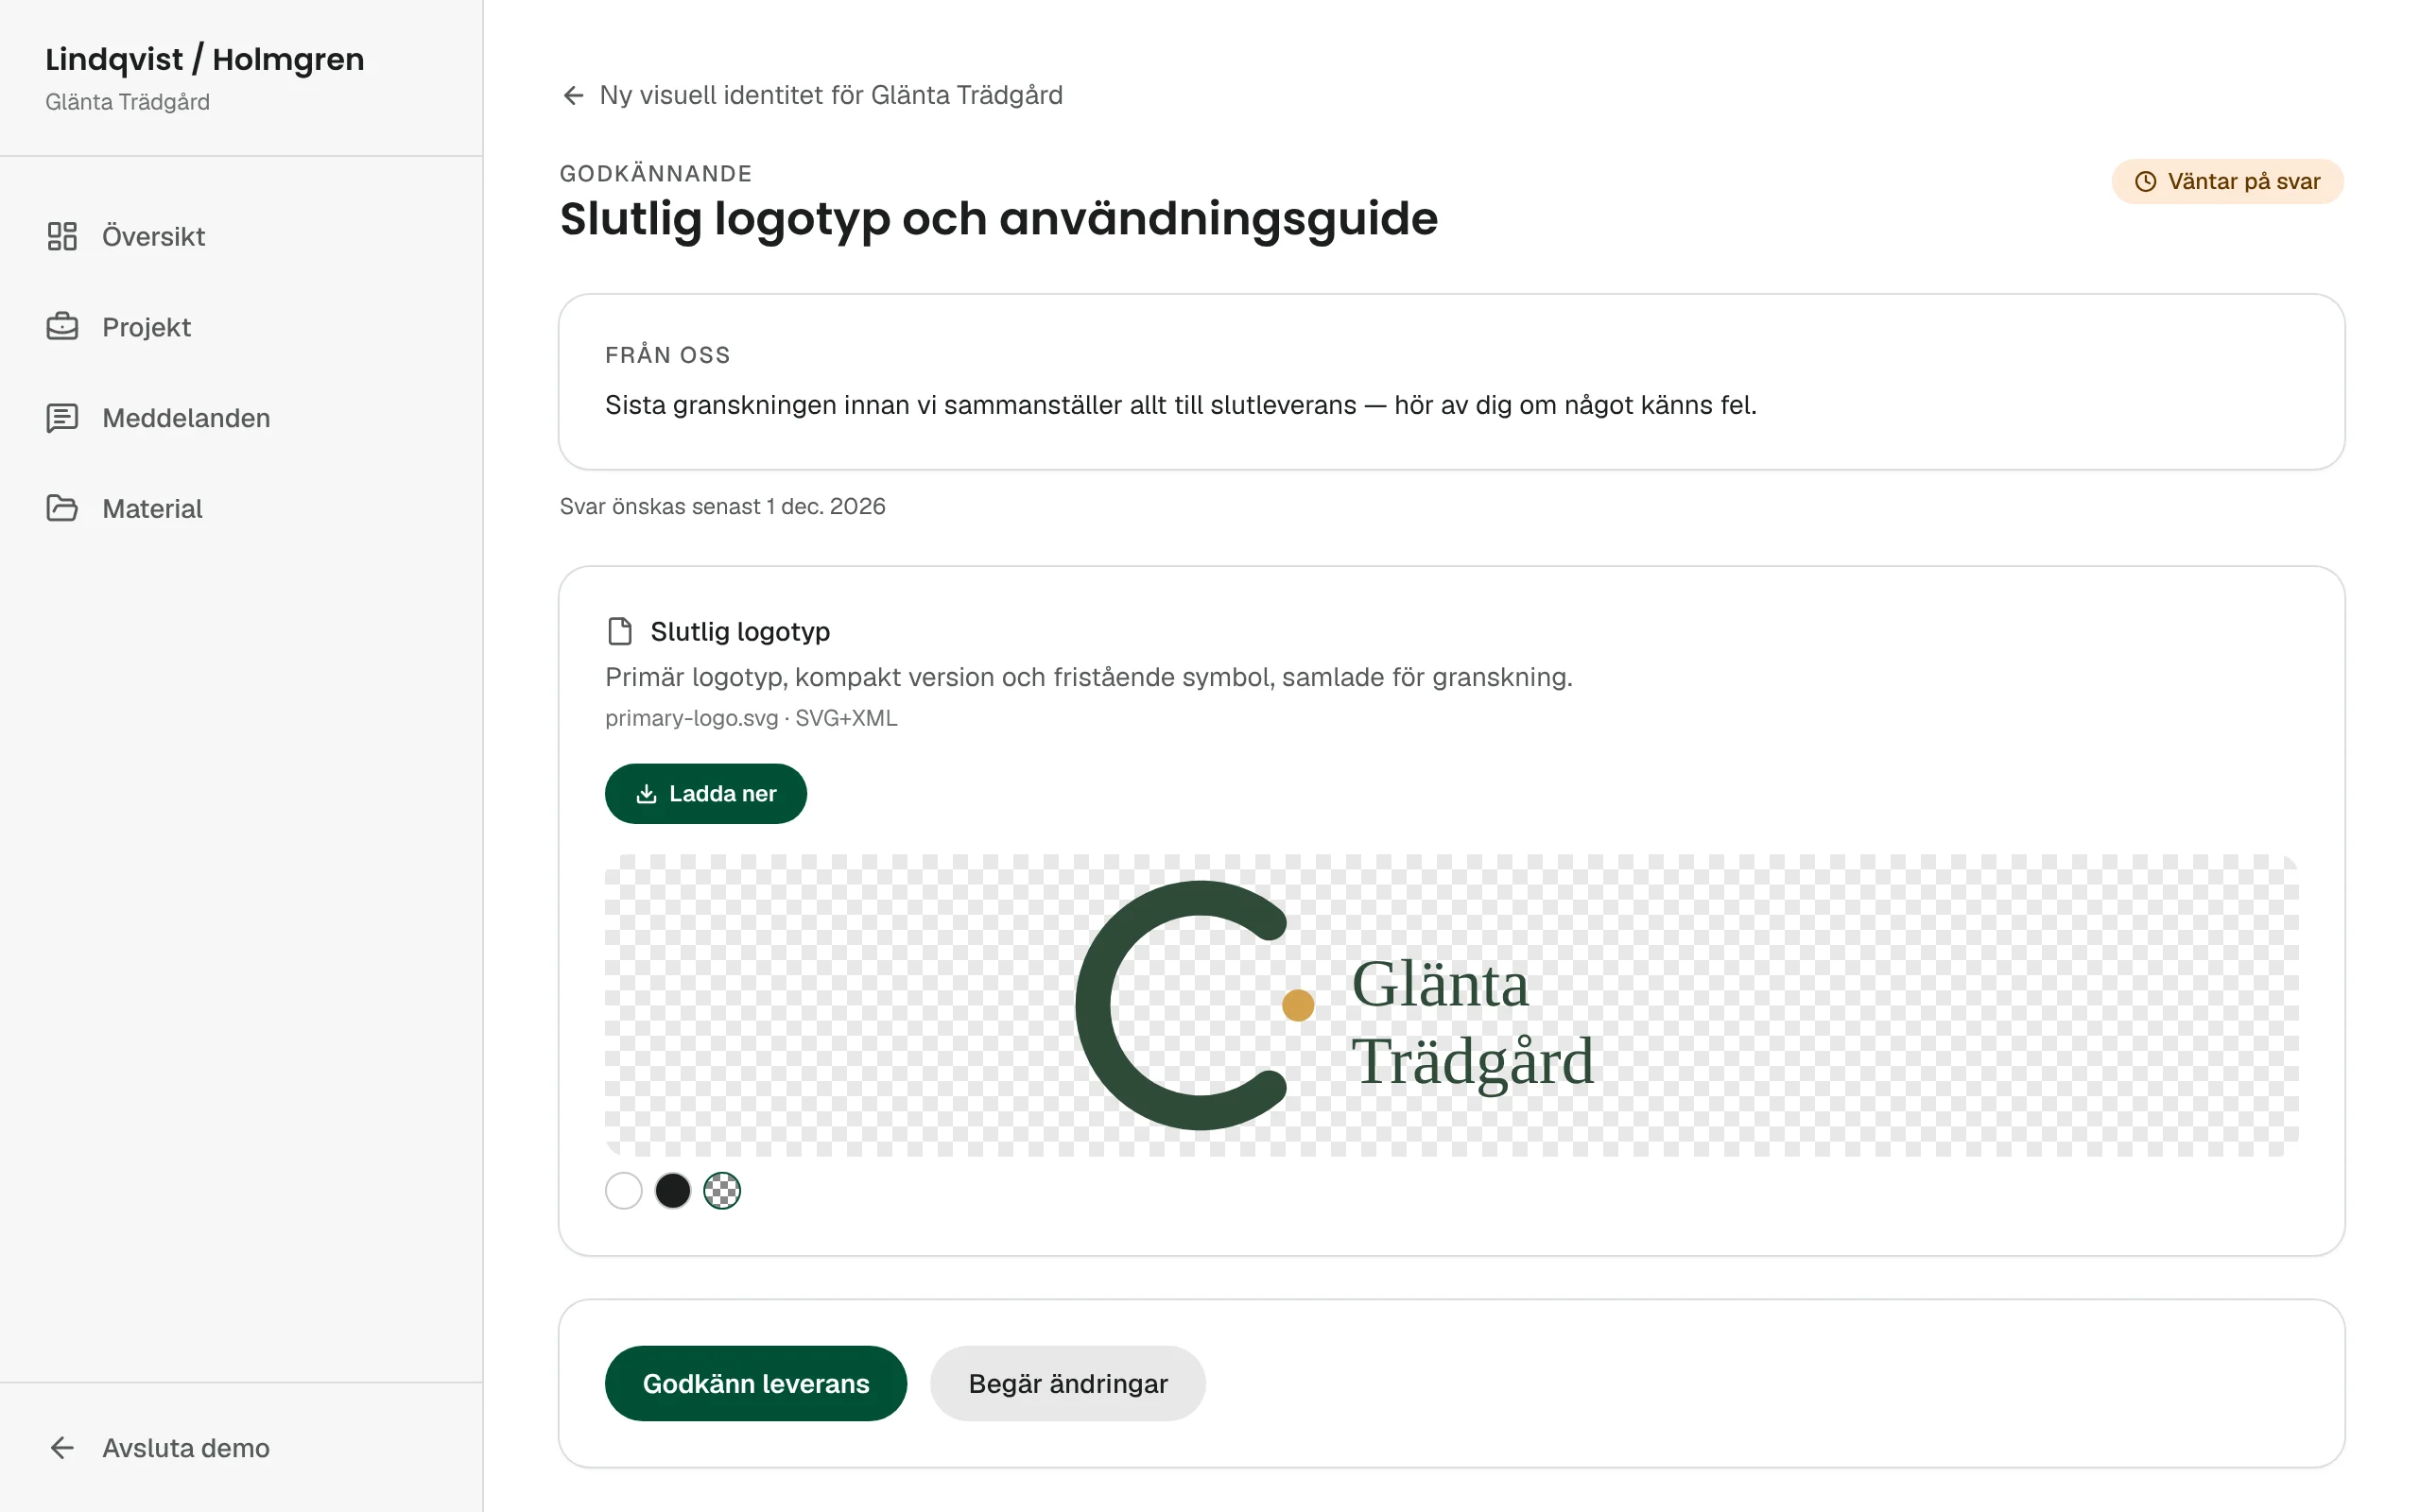 Lindqvist / Holmgren
Glänta Trädgård
Översikt
Projekt
Meddelanden
Material
Avsluta demo
Ny visuell identitet för Glänta Trädgård
GODKÄNNANDE
Slutlig logotyp och användningsguide
Väntar på svar
FRÅN OSS
Sista granskningen innan vi sammanställer allt till slutleverans — hör av dig om något känns fel.
Svar önskas senast 1 dec. 2026
Slutlig logotyp
Primär logotyp, kompakt version och fristående symbol, samlade för granskning.
primary-logo.svg · SVG+XML
Ladda ner
Glänta
Trädgård
Godkänn leverans
Begär ändringar